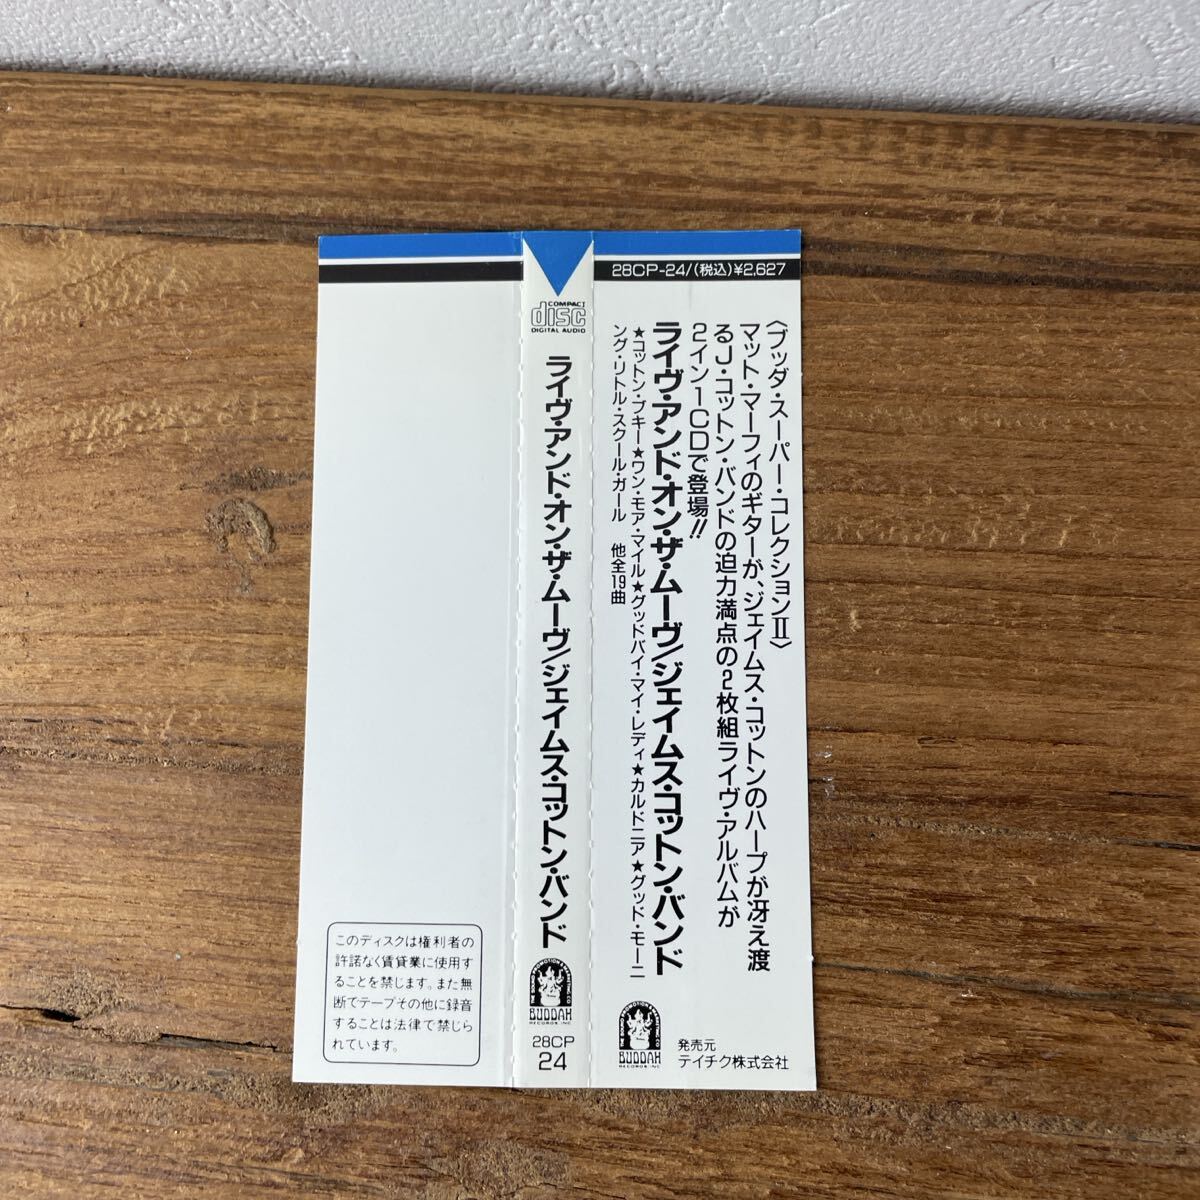 28CP-24/(税込)¥2,627
〈ブッダ・スーパー・コレクションⅡ〉
マット・マーフィのギターが、ジェイムス・コットンのハープが冴え渡
るJ・コットン・バンドの迫力満点の2枚組ライヴ・アルバムが
2イン1CDで登場!!
ライヴ・アンド・オン・ザ・ムーヴ/ジェイムス・コットン・バンド
★コットン・ブギー★ワン・モア・マイル★グッドバイ・マイ・レディ★カルドニア★グッド・モーニ
ング・リトル・スクール・ガール 他全19曲
BUDDAH
RECORDS INC.
発売元
テイチク株式会社
COMPACT
disc
DIGITAL AUDIO
ライヴ・アンド・オン・ザ・ムーヴ/ジェイムス・コットン・バンド
BUDDAH
RECORDS INC.
28CP
24
このディスクは権利者の
許諾なく賃貸業に使用す
ることを禁じます。また無
断でテープその他に録音
することは法律で禁じら
れています。